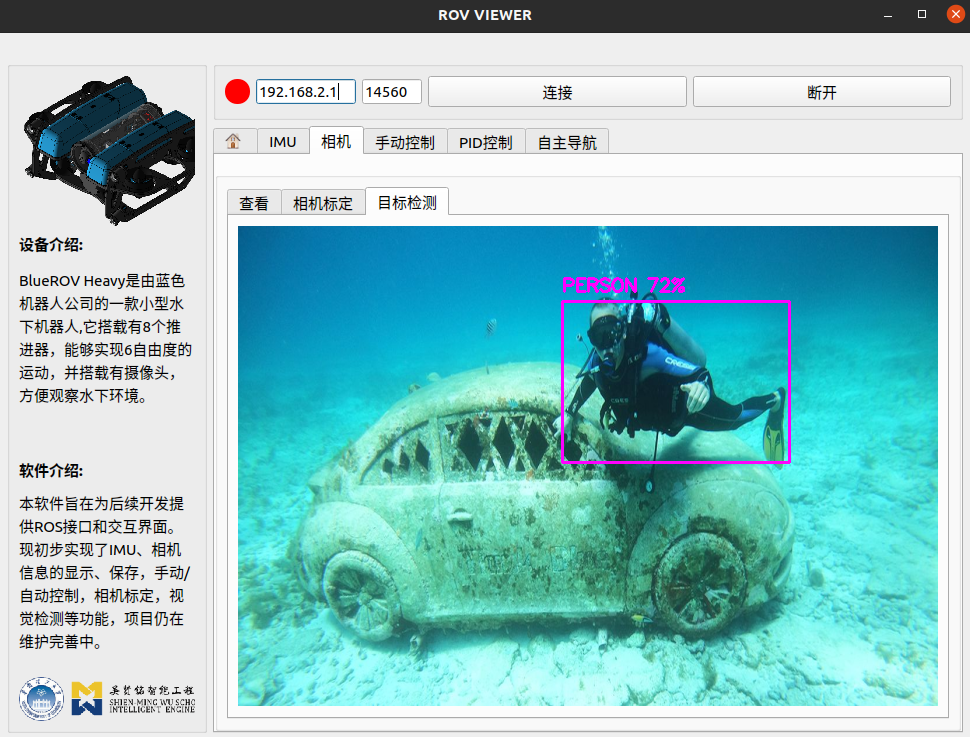 ROV VIEWER
192.168.2.1
14560
连接
断开
IMU
相机
手动控制
PID控制
自主导航
查看
相机标定
目标检测
PERSON 72%
设备介绍:
BlueROV Heavy是由蓝色
机器人公司的一款小型水
下机器人,它搭载有8个推
进器，能够实现6自由度的
运动，并搭载有摄像头，
方便观察水下环境。
软件介绍:
本软件旨在为后续开发提
供ROS接口和交互界面。
现初步实现了IMU、相机
信息的显示、保存，手动/
自动控制，相机标定，视
觉检测等功能，项目仍在
维护完善中。
吴贤铭智能工程
SHIEN-MING WU SCHO
INTELLIGENT ENGINE